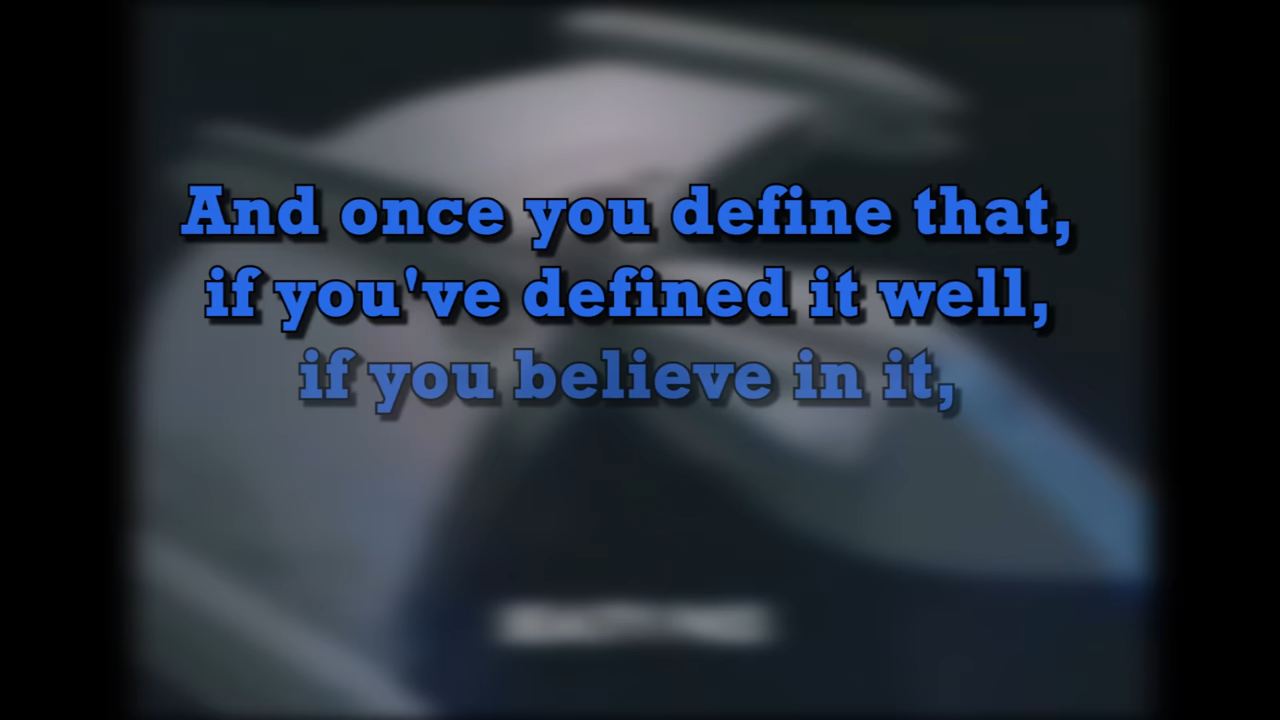 And once you define that,
if you've defined it well,
if you believe in it,